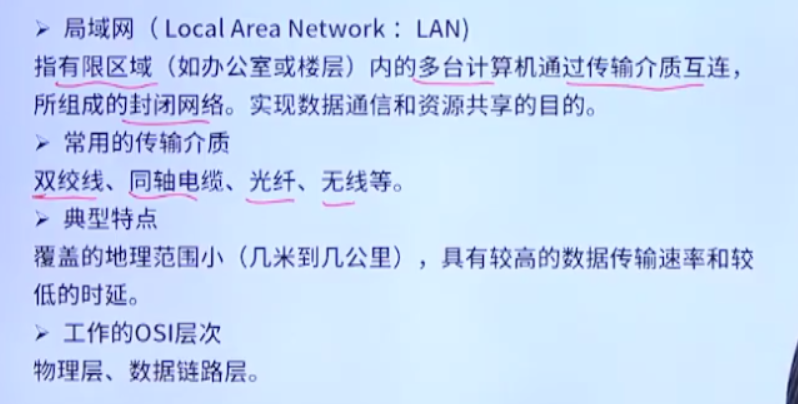 ➤ 局域网（ Local Area Network ：LAN)
指有限区域（如办公室或楼层）内的多台计算机通过传输介质互连，
所组成的封闭网络。实现数据通信和资源共享的目的。
➤ 常用的传输介质
双绞线、同轴电缆、光纤、无线等。
➤ 典型特点
覆盖的地理范围小（几米到几公里），具有较高的数据传输速率和较
低的时延。
➤ 工作的OSI层次
物理层、数据链路层。